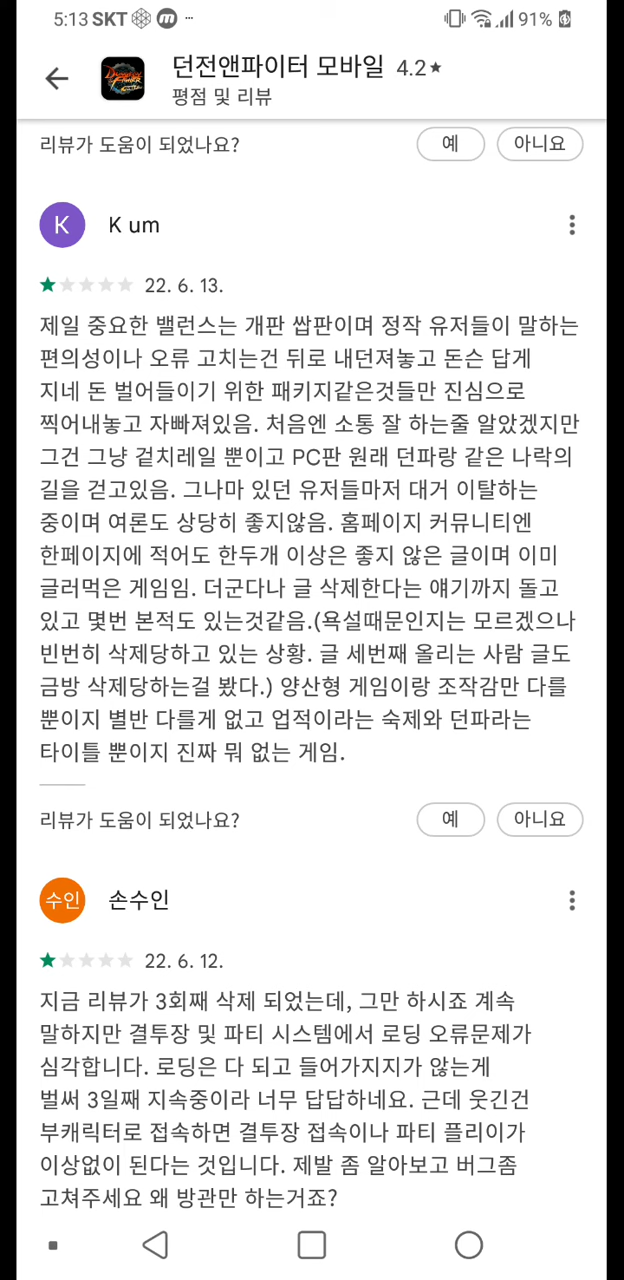 5:13 SKT m ··· 91%
던전앤파이터 모바일 4.2★
평점 및 리뷰
리뷰가 도움이 되었나요? 예 아니요
K K um
★★★★★ 22. 6. 13.
제일 중요한 밸런스는 개판 쌉판이며 정작 유저들이 말하는
편의성이나 오류 고치는건 뒤로 내던져놓고 돈슨 답게
지네 돈 벌어들이기 위한 패키지같은것들만 진심으로
찍어내놓고 자빠져있음. 처음엔 소통 잘 하는줄 알았겠지만
그건 그냥 겉치레일 뿐이고 PC판 원래 던파랑 같은 나락의
길을 걷고있음. 그나마 있던 유저들마저 대거 이탈하는
중이며 여론도 상당히 좋지않음. 홈페이지 커뮤니티엔
한페이지에 적어도 한두개 이상은 좋지 않은 글이며 이미
글러먹은 게임임. 더군다나 글 삭제한다는 얘기까지 돌고
있고 몇번 본적도 있는것같음.(욕설때문인지는 모르겠으나
빈번히 삭제당하고 있는 상황. 글 세번째 올리는 사람 글도
금방 삭제당하는걸 봤다.) 양산형 게임이랑 조작감만 다를
뿐이지 별반 다를게 없고 업적이라는 숙제와 던파라는
타이틀 뿐이지 진짜 뭐 없는 게임.
리뷰가 도움이 되었나요? 예 아니요
수인 손수인
★★★★★ 22. 6. 12.
지금 리뷰가 3회째 삭제 되었는데, 그만 하시죠 계속
말하지만 결투장 및 파티 시스템에서 로딩 오류문제가
심각합니다. 로딩은 다 되고 들어가지지가 않는게
벌써 3일째 지속중이라 너무 답답하네요. 근데 웃긴건
부캐릭터로 접속하면 결투장 접속이나 파티 플리이가
이상없이 된다는 것입니다. 제발 좀 알아보고 버그좀
고쳐주세요 왜 방관만 하는거죠?